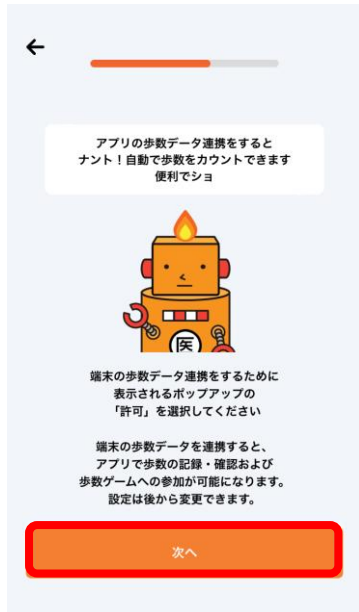 アプリの歩数データ連携をすると
ナント！自動で歩数をカウントできます
便利でショ
医
端末の歩数データ連携をするために
表示されるポップアップの
「許可」を選択してください
端末の歩数データを連携すると、
アプリで歩数の記録・確認および
歩数ゲームへの参加が可能になります。
設定は後から変更できます。
次へ